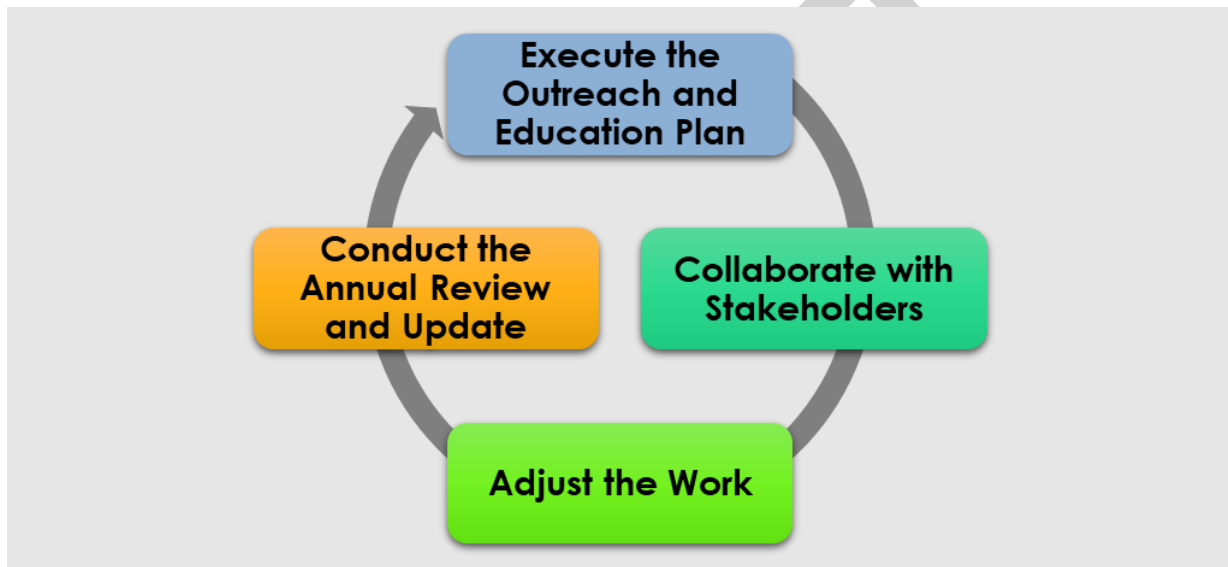 Execute the
Outreach and
Education Plan
Collaborate with
Stakeholders
Adjust the Work
Conduct the
Annual Review
and Update